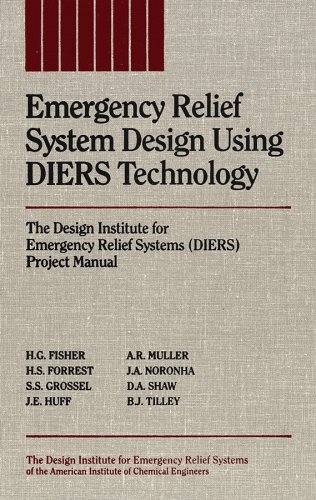 Emergency Relief
System Design Using
DIERS Technology
The Design Institute for
Emergency Relief Systems (DIERS)
Project Manual
H.G. FISHER
H.S. FORREST
S.S. GROSSEL
J.E. HUFF
A.R. MULLER
J.A. NORONHA
D.A. SHAW
B.J. TILLEY
The Design Institute for Emergency Relief Systems
of the American Institute of Chemical Engineers